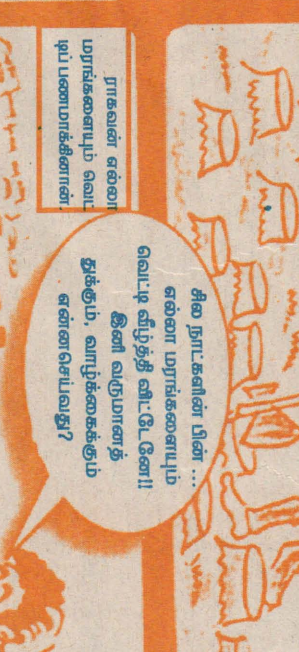 ராகவன் எல்லா
மரங்களையும் வெட்
டிப் பணமாக்கினான்.
சில நாட்களின் பின் ...
எல்லா மரங்களையும்
வெட்டி வீழ்த்தி விட்டேனே!!
இனி வருமானத்
துக்கும், வாழ்க்கைக்கும்
என்ன செய்வது?